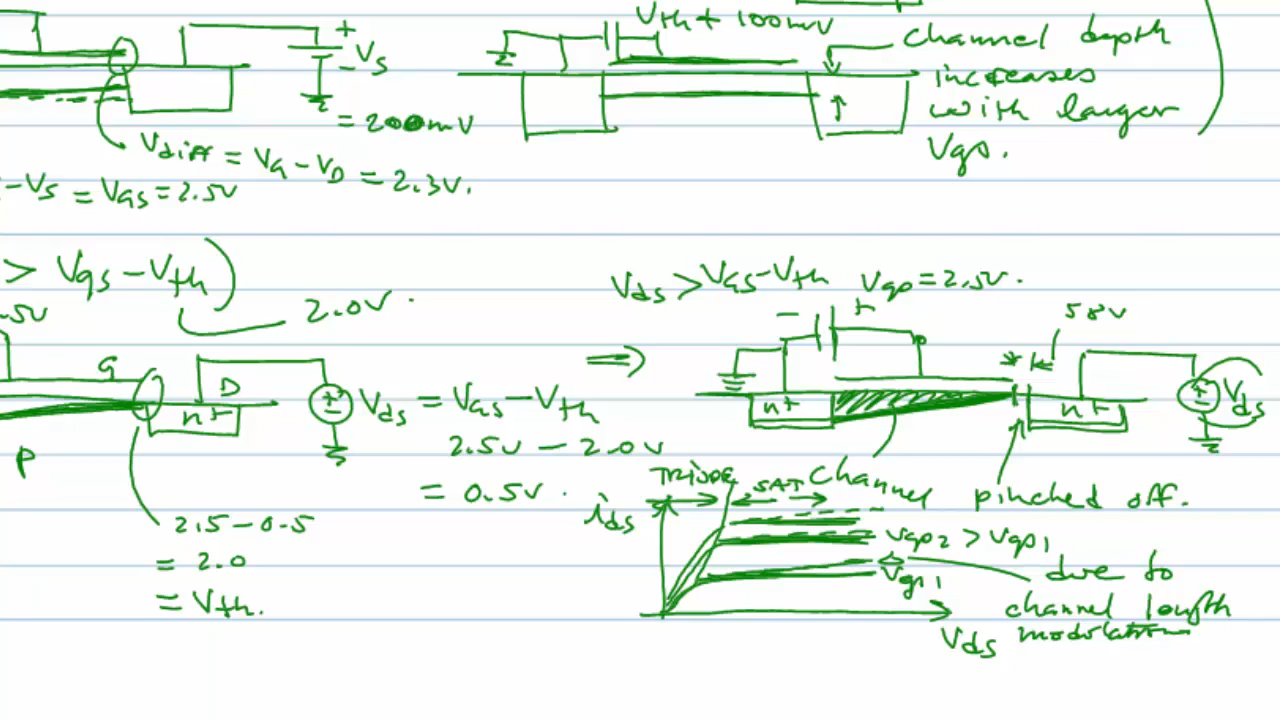 +
Vs
-
= 200mV
Vdiff = VG - VD = 2.3V.
- Vs = VGS = 2.5V
Vth + 100mV
channel depth
increases
with larger
Vgs.
> Vgs - Vth)
.5V
2.0V.
G
D
n+
P
+
-
Vds = VGS - Vth
2.5V - 2.0V
= 0.5V.
2.5 - 0.5
= 2.0
= Vth.
⇒
Vds > VGS - Vth
Vgs = 2.5V.
- +
n+
n+
+
-
Vds
channel
pinched off.
TRIODE
SAT
ids
Vgs2 > Vgs1
Vgs1
due to
channel length
modulation
Vds